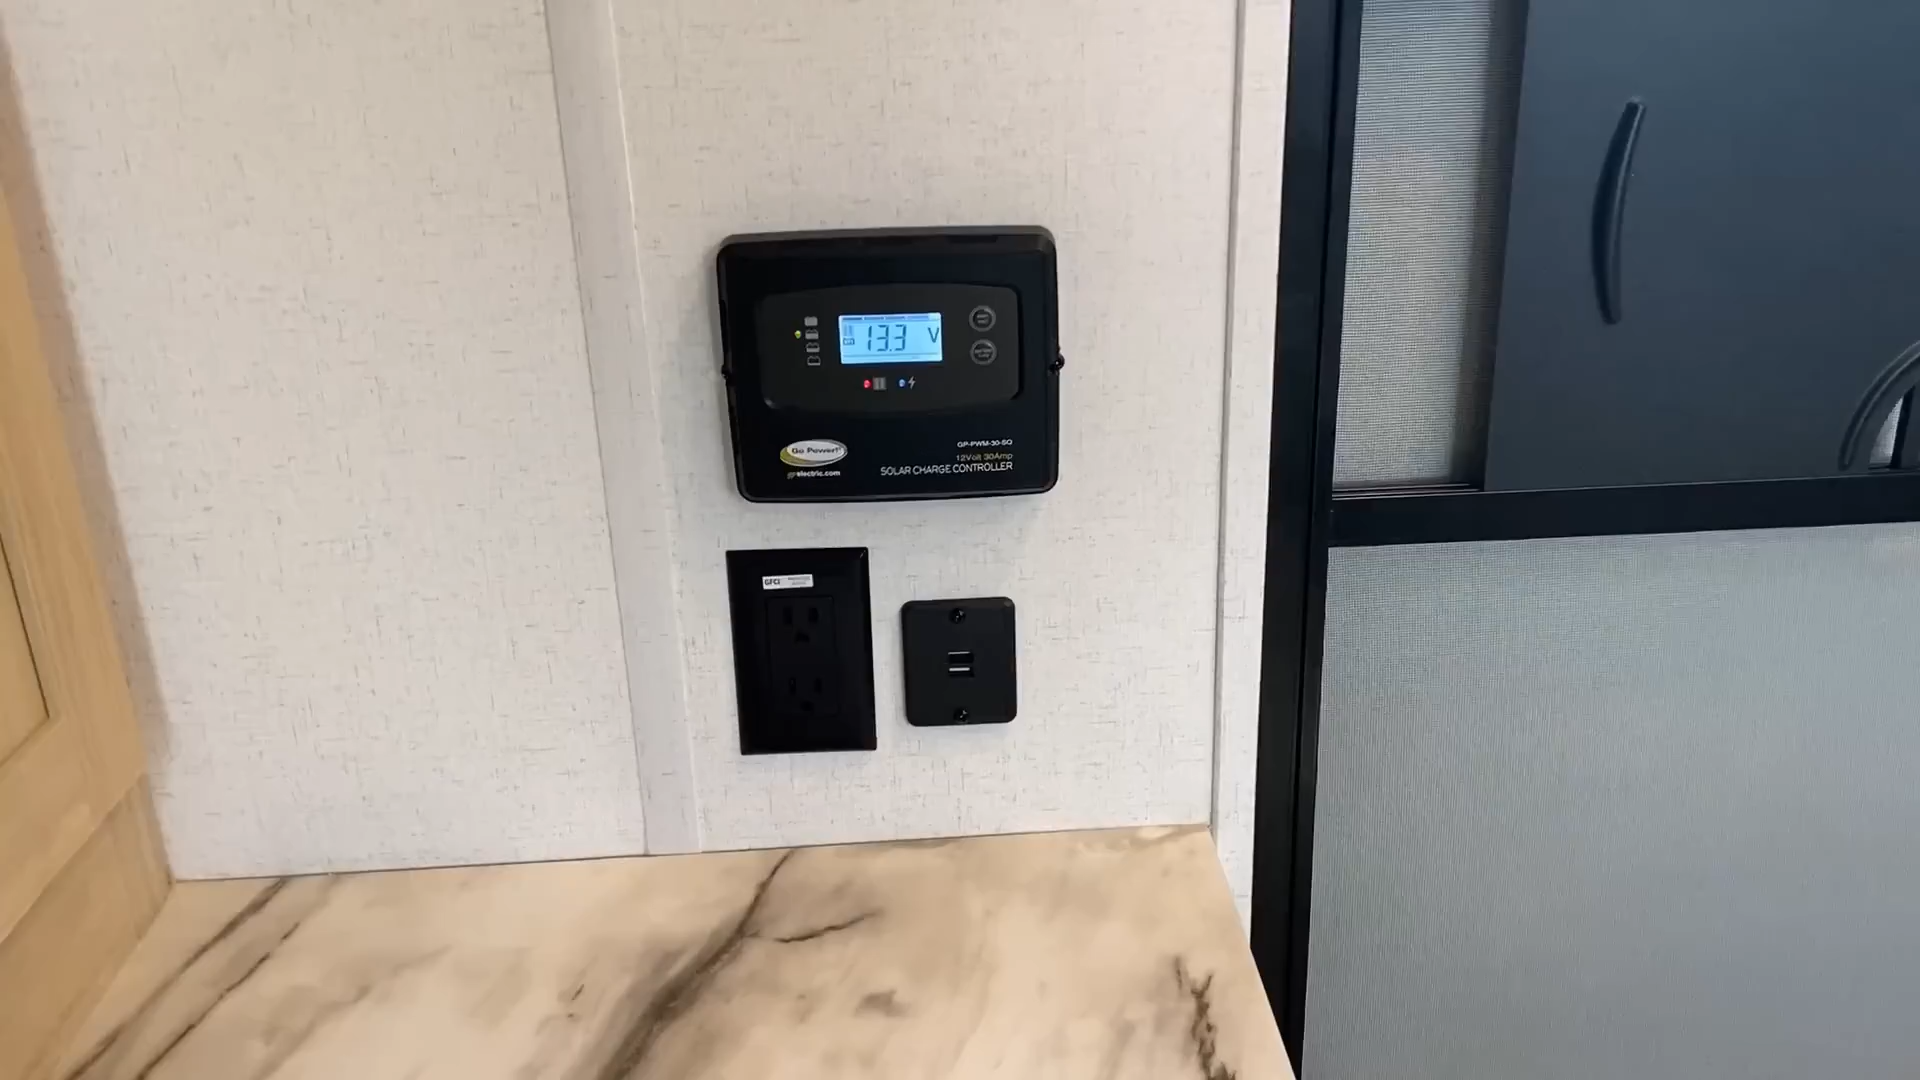 13.3 V
Go Power!
gpelectric.com
GP-PWM-30-SQ
12Volt 30Amp
SOLAR CHARGE CONTROLLER
GFCI